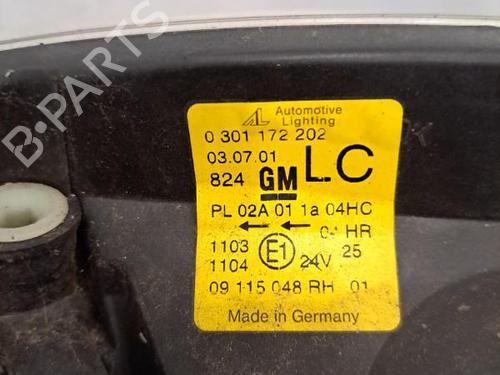 B-PARTS
AL Automotive
Lighting
0 301 172 202
03.07.01
824 GM LC
PL 02A 01 1a 04HC
HR
1103 E1 24V 25
1104
09 115 048 RH 01
Made in Germany